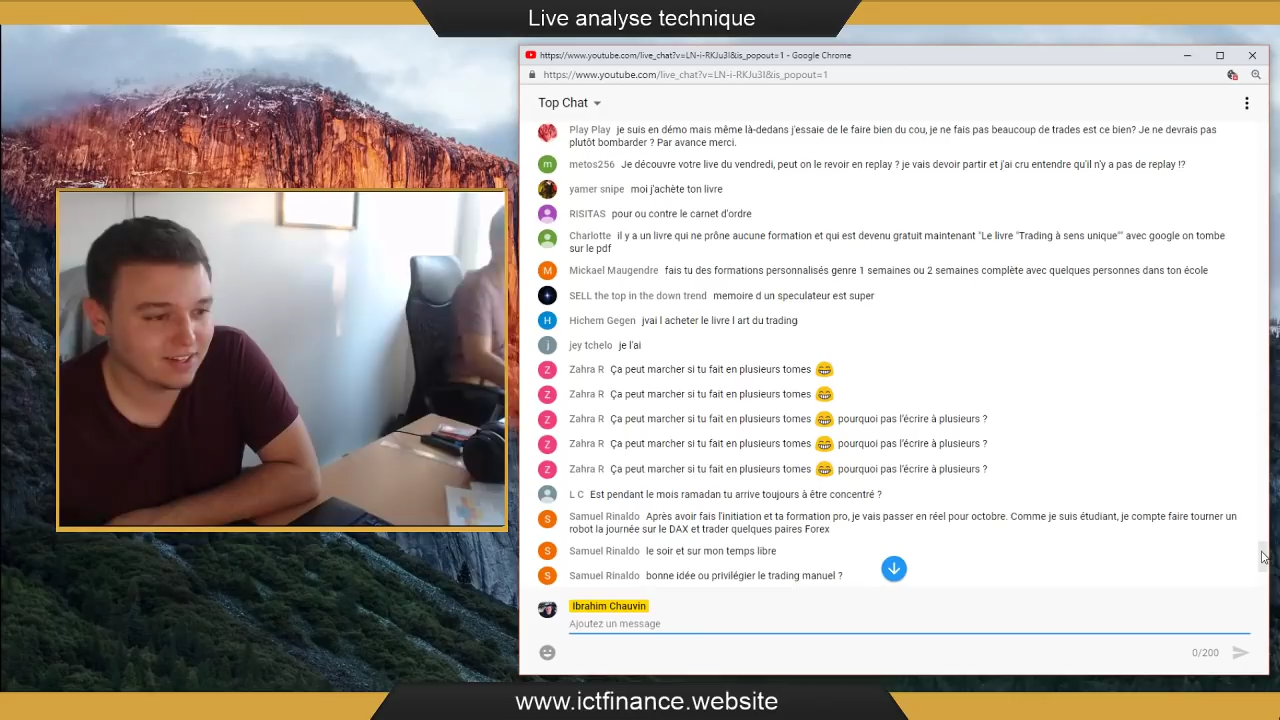 Live analyse technique
https://www.youtube.com/live_chat?v=LN-i-RKJu3I&is_popout=1 - Google Chrome
https://www.youtube.com/live_chat?v=LN-i-RKJu3I&is_popout=1
Top Chat
Play Play je suis en démo mais même là-dedans j'essaie de le faire bien du cou, je ne fais pas beaucoup de trades est ce bien? Je ne devrais pas
plutôt bombarder ? Par avance merci.
m metos256 Je découvre votre live du vendredi, peut on le revoir en replay ? je vais devoir partir et j'ai cru entendre qu'il n'y a pas de replay !?
yamer snipe moi j'achète ton livre
RISITAS pour ou contre le carnet d'ordre
Charlotte il y a un livre qui ne prône aucune formation et qui est devenu gratuit maintenant "Le livre "Trading à sens unique"" avec google on tombe
sur le pdf
M Mickael Maugendre fais tu des formations personnalisés genre 1 semaines ou 2 semaines complète avec quelques personnes dans ton école
SELL the top in the down trend memoire d un speculateur est super
H Hichem Gegen jvai l acheter le livre l art du trading
j jey tchelo je l'ai
Z Zahra R Ça peut marcher si tu fait en plusieurs tomes 😁
Z Zahra R Ça peut marcher si tu fait en plusieurs tomes 😁
Z Zahra R Ça peut marcher si tu fait en plusieurs tomes 😁 pourquoi pas l'écrire à plusieurs ?
Z Zahra R Ça peut marcher si tu fait en plusieurs tomes 😁 pourquoi pas l'écrire à plusieurs ?
Z Zahra R Ça peut marcher si tu fait en plusieurs tomes 😁 pourquoi pas l'écrire à plusieurs ?
L C Est pendant le mois ramadan tu arrive toujours à être concentré ?
S Samuel Rinaldo Après avoir fais l'initiation et ta formation pro, je vais passer en réel pour octobre. Comme je suis étudiant, je compte faire tourner un
robot la journée sur le DAX et trader quelques paires Forex
S Samuel Rinaldo le soir et sur mon temps libre
S Samuel Rinaldo bonne idée ou privilégier le trading manuel ?
Ibrahim Chauvin
Ajoutez un message
0/200
www.ictfinance.website